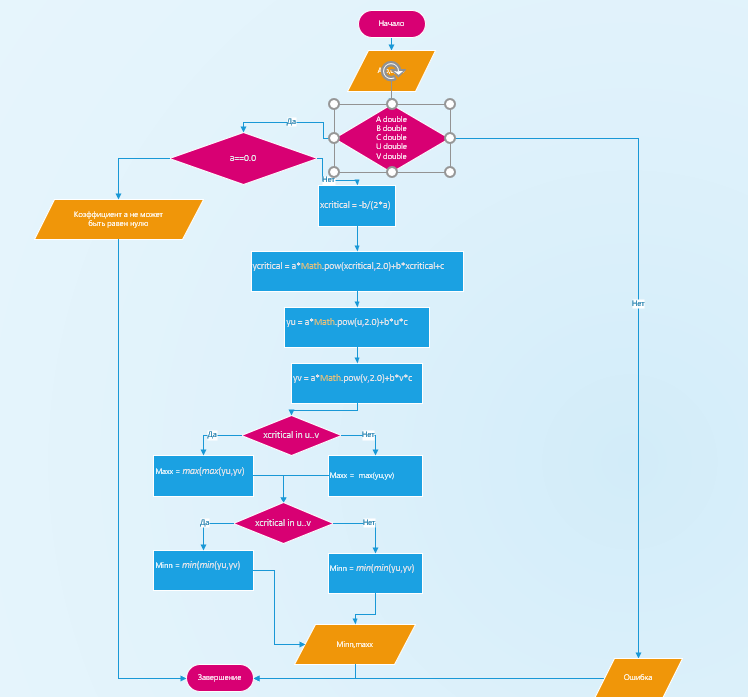 Начало
A double
B double
C double
U double
V double
Да
a==0.0
Нет
Коэффициент а не может
быть равен нулю
xcritical = -b/(2*a)
ycritical = a*Math.pow(xcritical,2.0)+b*xcritical+c
Нет
yu = a*Math.pow(u,2.0)+b*u*c
yv = a*Math.pow(v,2.0)+b*v*c
Да
xcritical in u..v
Нет
Maxx = max(max(yu,yv)
Maxx =  max(yu,yv)
Да
xcritical in u..v
Нет
Minn = min(min(yu,yv)
Minn = min(min(yu,yv)
Minn,maxx
Завершение
Ошибка